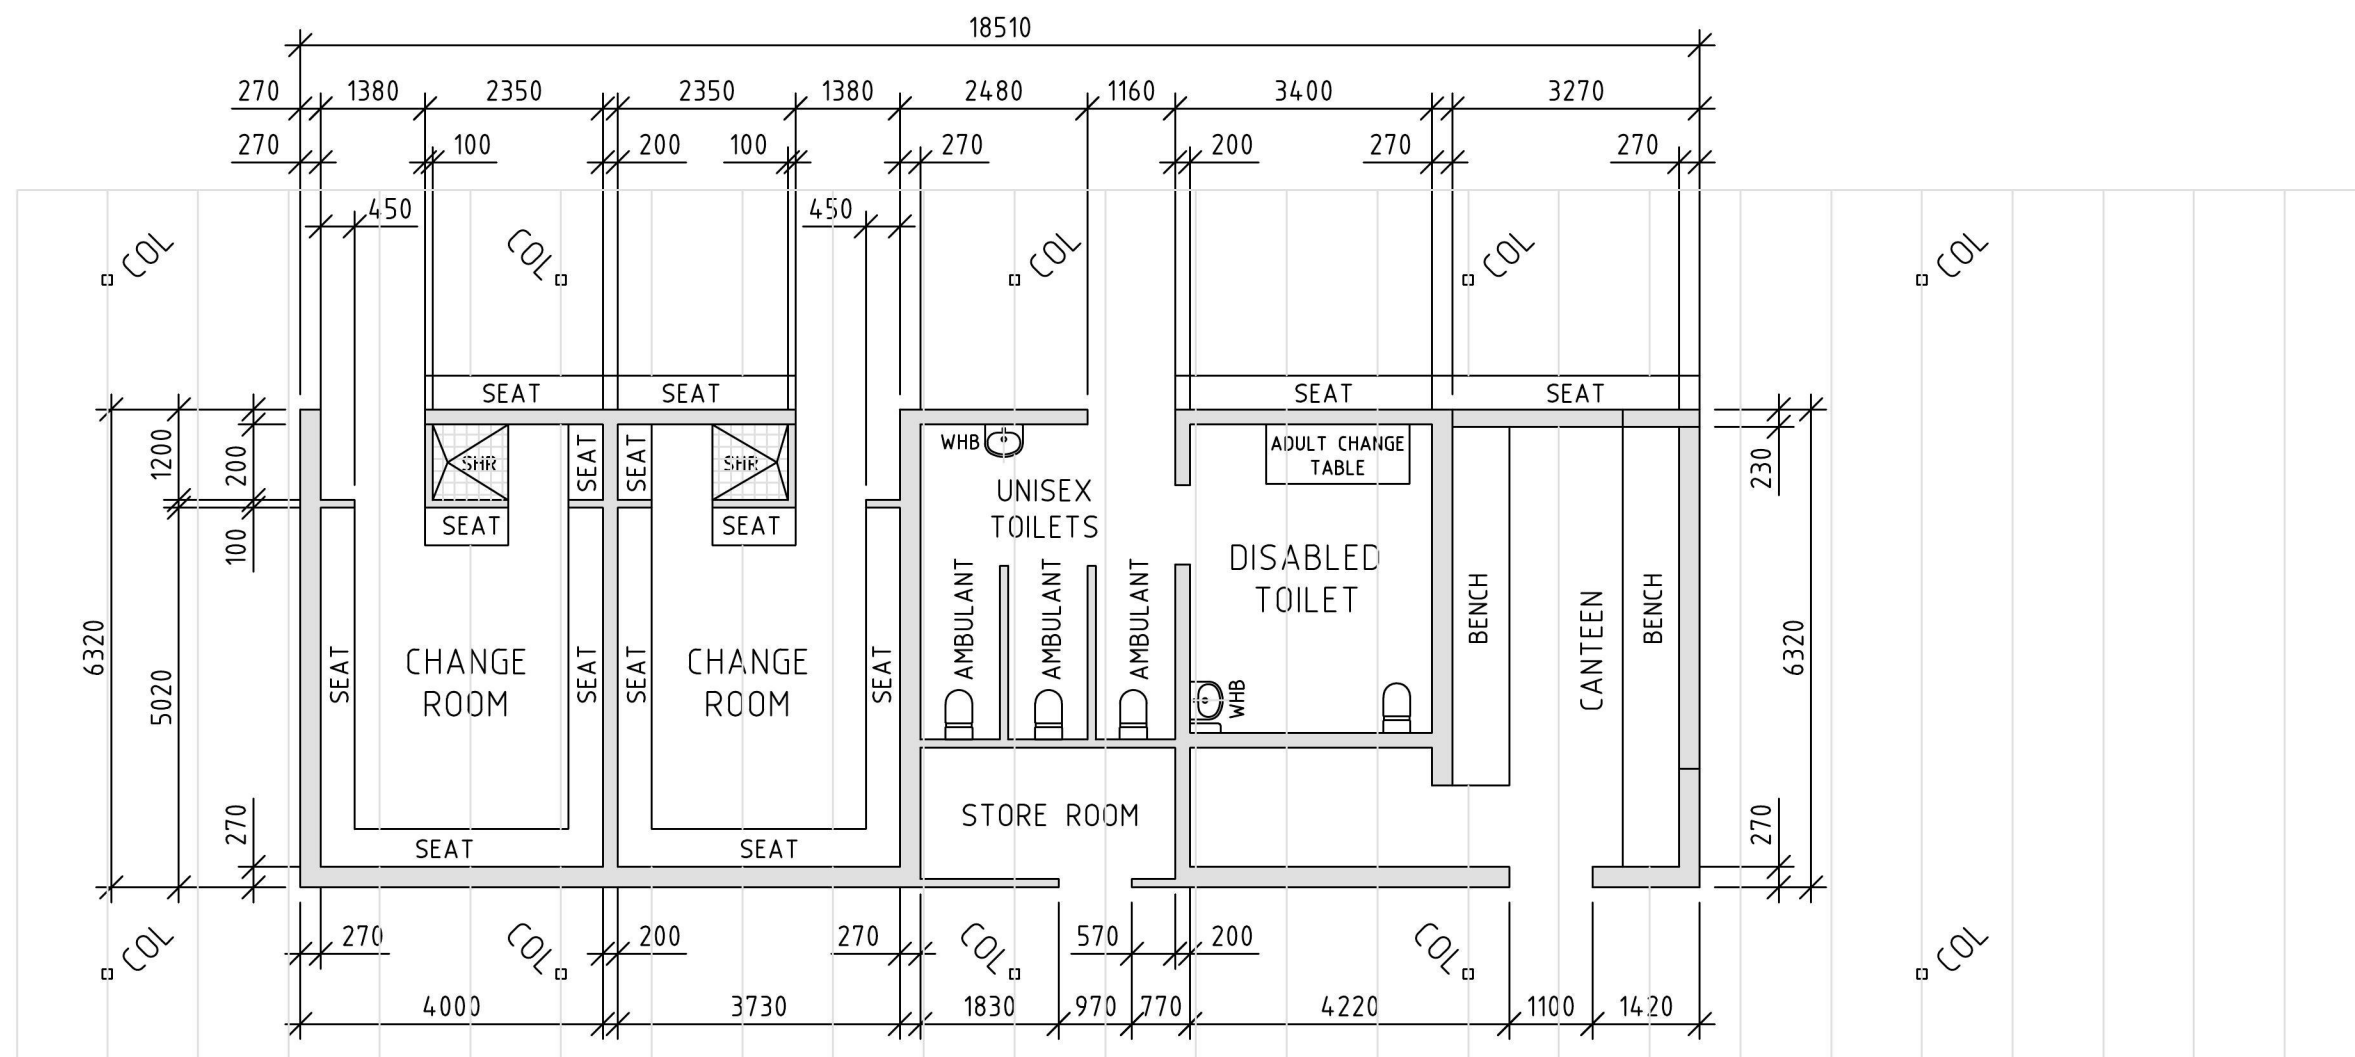 18510
270 1380 2350 2350 1380 2480 1160 3400 3270
270 100 200 100 270 200 270 270
450 450
COL COL COL COL COL
SEAT SEAT SEAT SEAT
1200 200 SHR SEAT SEAT SHR WHB ADULT CHANGE
TABLE
230
UNISEX
TOILETS
100 SEAT SEAT
DISABLED
TOILET
6320 5020 AMBULANT AMBULANT AMBULANT BENCH CANTEEN BENCH 6320
SEAT CHANGE
ROOM
SEAT SEAT CHANGE
ROOM
SEAT WHB
270 STORE ROOM 270
SEAT SEAT
COL COL COL COL COL
270 200 270 570 200
4000 3730 1830 970 770 4220 1100 1420